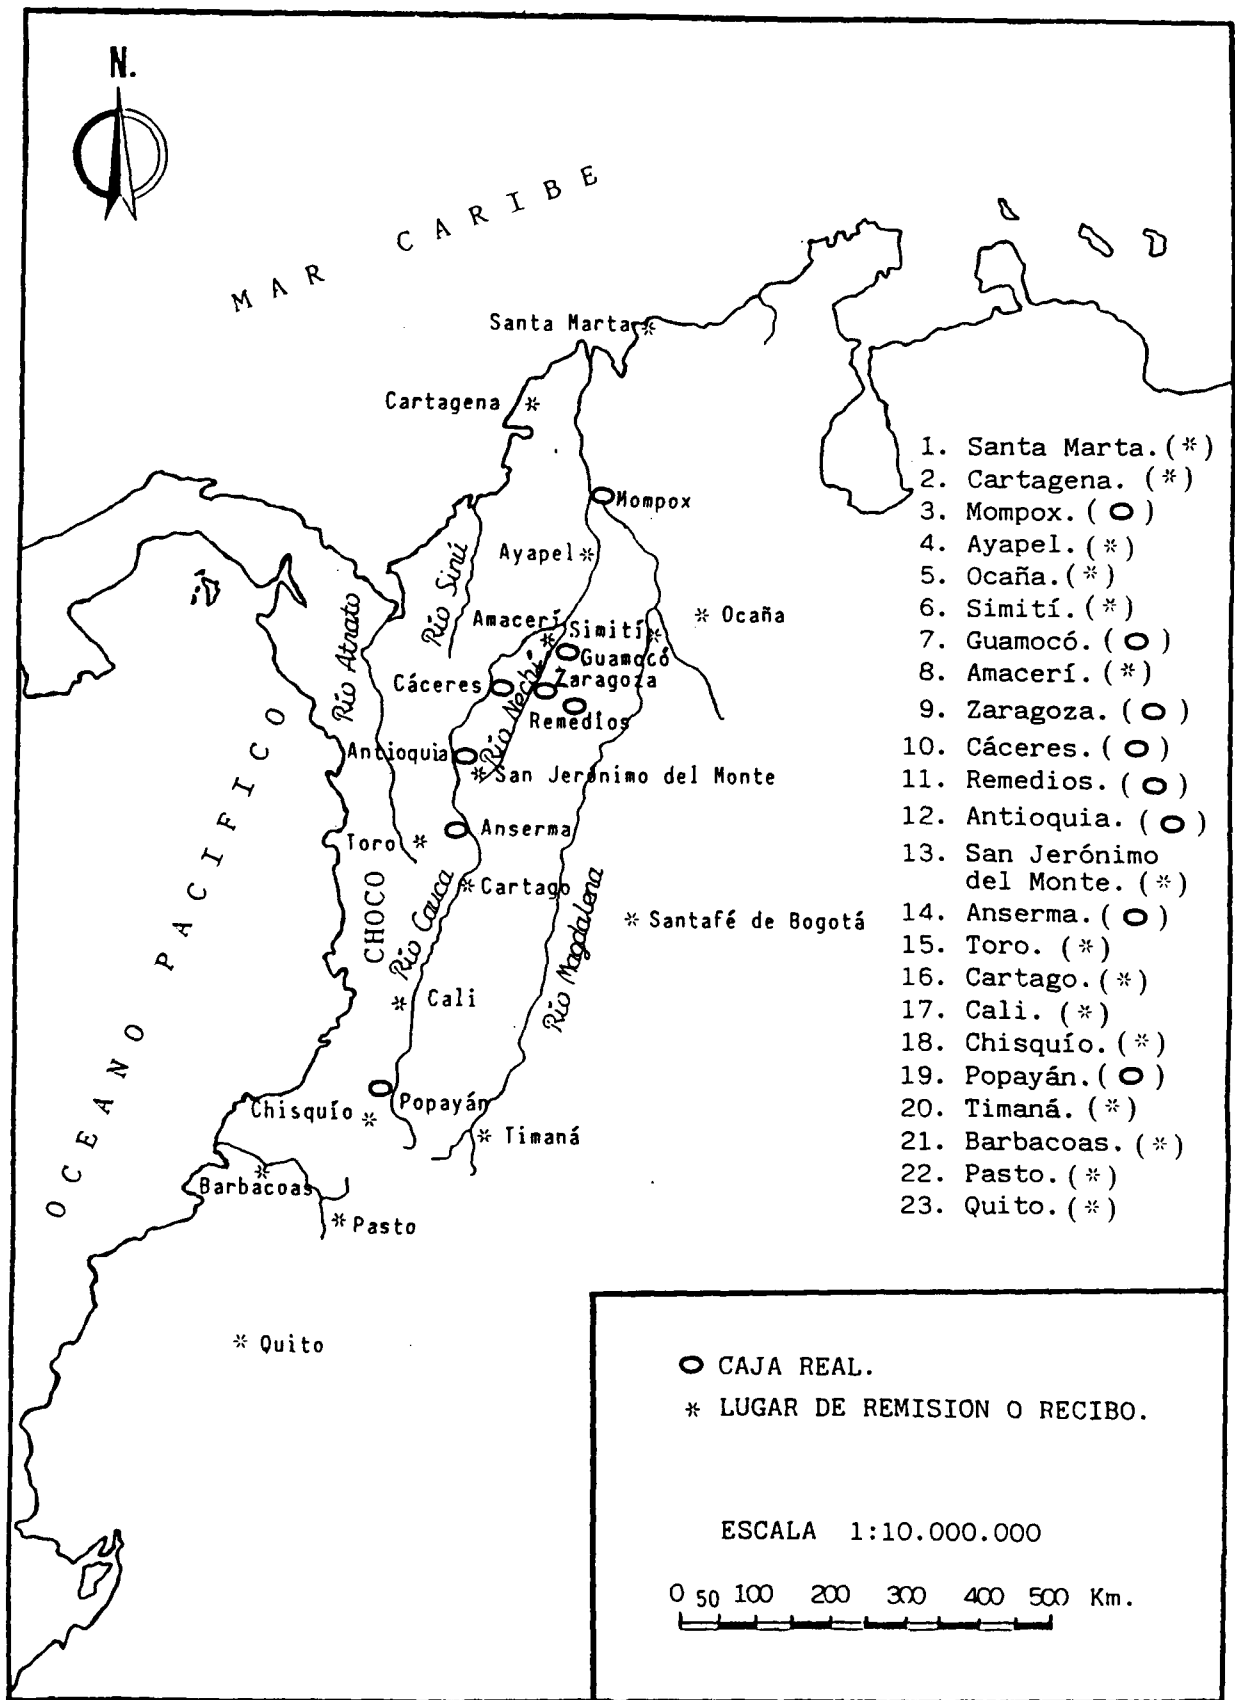 N.
MAR CARIBE
Santa Marta
Cartagena
Mompox
Ayapel
Río Sinú
Río Atrato
Amacerí
Simití
Ocaña
Guamocó
Cáceres
Zaragoza
Río Nechí
Remedios
Antioquia
San Jerónimo del Monte
Anserma
Toro
Cartago
CHOCO
Río Cauca
Río Magdalena
Santafé de Bogotá
Cali
OCEANO PACIFICO
Popayán
Chisquío
Timaná
Barbacoas
Pasto
Quito
1. Santa Marta. (*)
2. Cartagena. (*)
3. Mompox. (O)
4. Ayapel. (*)
5. Ocaña. (*)
6. Simití. (*)
7. Guamocó. (O)
8. Amacerí. (*)
9. Zaragoza. (O)
10. Cáceres. (O)
11. Remedios. (O)
12. Antioquia. (O)
13. San Jerónimo
del Monte. (*)
14. Anserma. (O)
15. Toro. (*)
16. Cartago. (*)
17. Cali. (*)
18. Chisquío. (*)
19. Popayán. (O)
20. Timaná. (*)
21. Barbacoas. (*)
22. Pasto. (*)
23. Quito. (*)
O CAJA REAL.
* LUGAR DE REMISION O RECIBO.
ESCALA 1:10.000.000
0 50 100 200 300 400 500 Km.